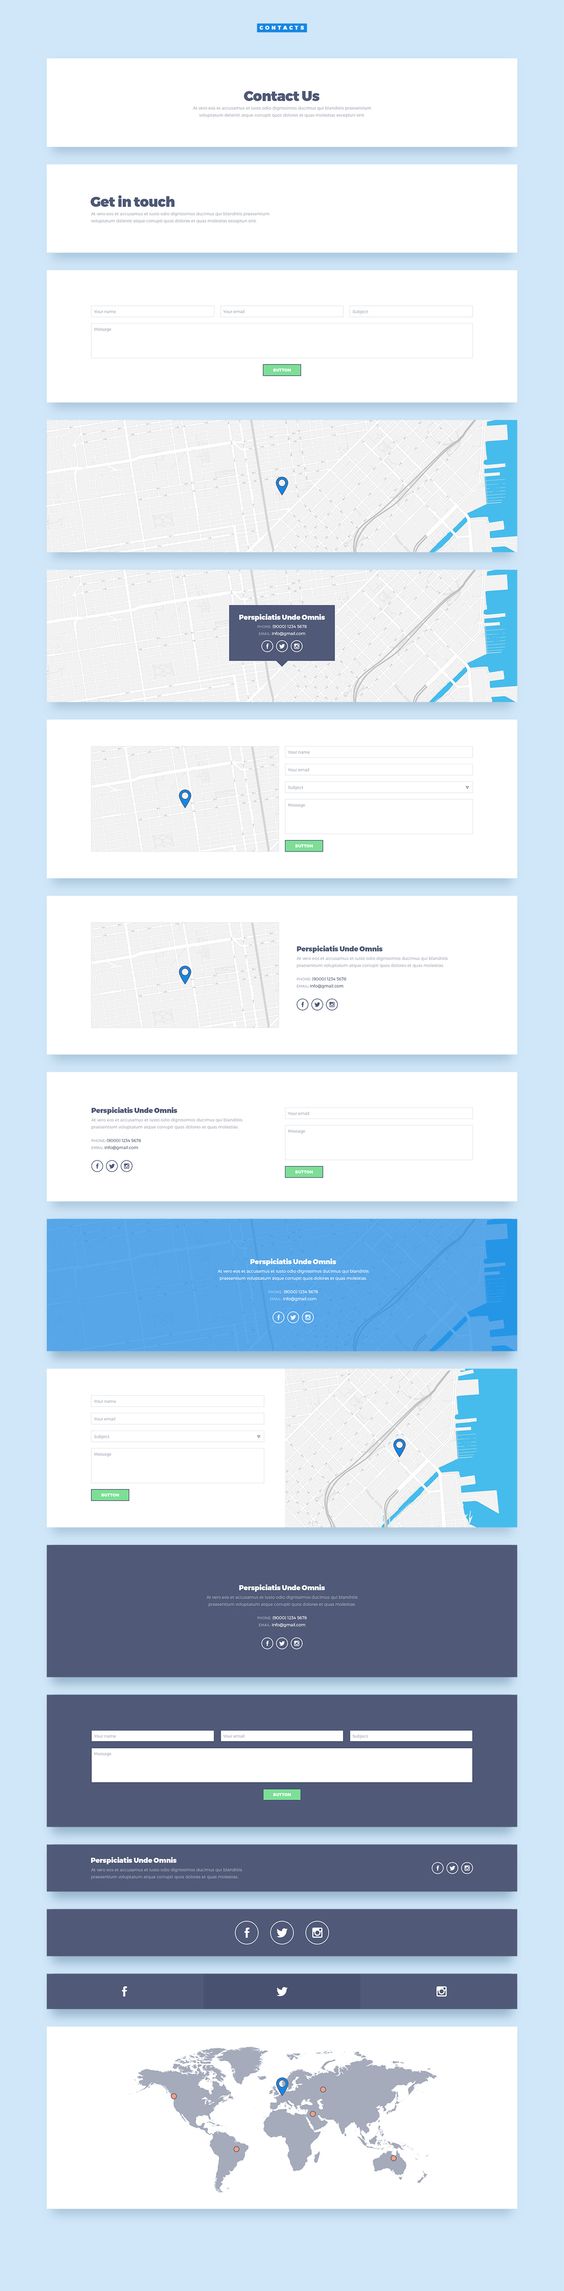 CONTACTS
Contact Us
At vero eos et accusamus et iusto odio dignissimos ducimus qui blanditiis praesentium
voluptatum deleniti atque corrupti quos dolores et quas molestias excepturi sint.
Get in touch
At vero eos et accusamus et iusto odio dignissimos ducimus qui blanditiis praesentium
voluptatum deleniti atque corrupti quos dolores et quas molestias excepturi sint.
Your name
Your email
Subject
Message
BUTTON
Perspiciatis Unde Omnis
PHONE: (9000) 1234 5678
EMAIL: info@gmail.com
Your name
Your email
Subject
Message
BUTTON
Perspiciatis Unde Omnis
At vero eos et accusamus et iusto odio dignissimos ducimus qui blanditiis
praesentium voluptatum atque corrupti quos dolores et quas molestias.
PHONE: (9000) 1234 5678
EMAIL: info@gmail.com
Perspiciatis Unde Omnis
At vero eos et accusamus et iusto odio dignissimos ducimus qui blanditiis
praesentium voluptatum atque corrupti quos dolores et quas molestias.
PHONE: (9000) 1234 5678
EMAIL: info@gmail.com
Your email
Message
BUTTON
Perspiciatis Unde Omnis
At vero eos et accusamus et iusto odio dignissimos ducimus qui blanditiis
praesentium voluptatum atque corrupti quos dolores et quas molestias.
PHONE: (9000) 1234 5678
EMAIL: info@gmail.com
Your name
Your email
Subject
Message
BUTTON
Perspiciatis Unde Omnis
At vero eos et accusamus et iusto odio dignissimos ducimus qui blanditiis
praesentium voluptatum atque corrupti quos dolores et quas molestias.
PHONE: (9000) 1234 5678
EMAIL: info@gmail.com
Your name
Your email
Subject
Message
BUTTON
Perspiciatis Unde Omnis
At vero eos et accusamus et iusto odio dignissimos ducimus qui blanditiis
praesentium voluptatum atque corrupti quos dolores et quas molestias.